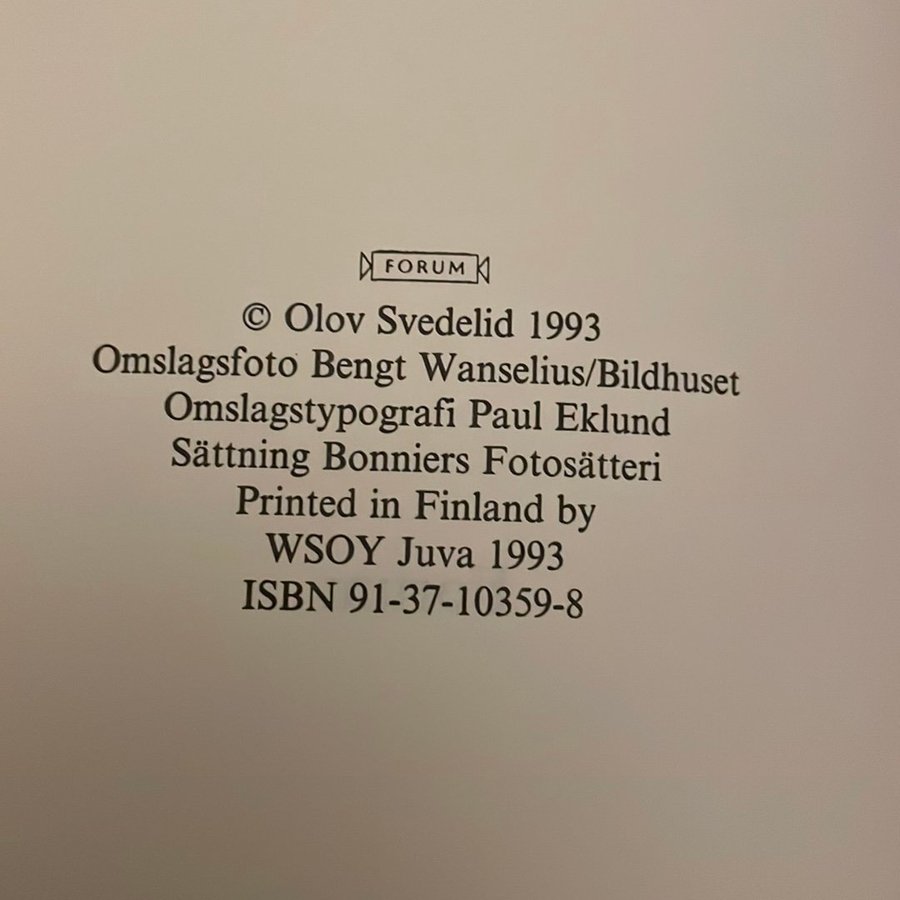 FORUM
© Olov Svedelid 1993
Omslagsfoto Bengt Wanselius/Bildhuset
Omslagstypografi Paul Eklund
Sättning Bonniers Fotosätteri
Printed in Finland by
WSOY Juva 1993
ISBN 91-37-10359-8